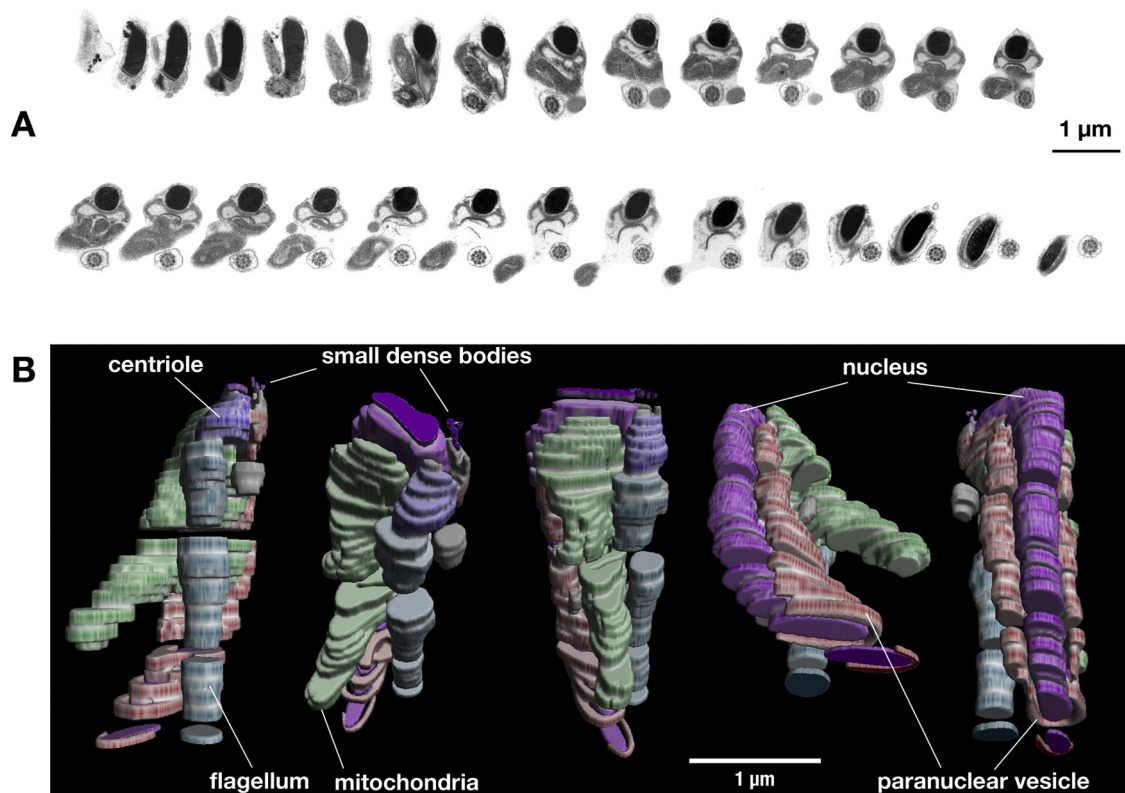 A
1 µm
B
centriole
small dense bodies
nucleus
flagellum
mitochondria
1 µm
paranuclear vesicle